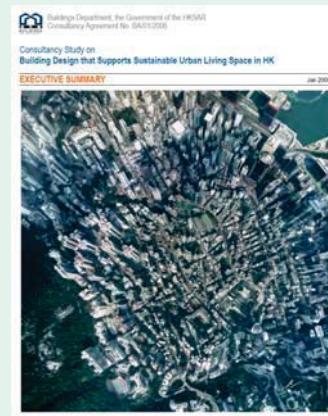 Buildings Department, the Government of the HKSAR
Consultancy Agreement No. BA/01/2006
Consultancy Study on
Building Design that Supports Sustainable Urban Living Space in HK
EXECUTIVE SUMMARY